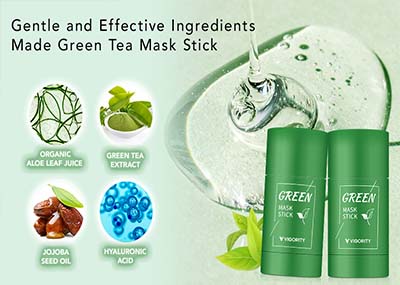 Gentle and Effective Ingredients
Made Green Tea Mask Stick
ORGANIC
ALOE LEAF JUICE
GREEN TEA
EXTRACT
JOJOBA
SEED OIL
HYALURONIC
ACID
GREEN
MASK
STICK
VIGORITY
GREEN
MASK
STICK
VIGORITY